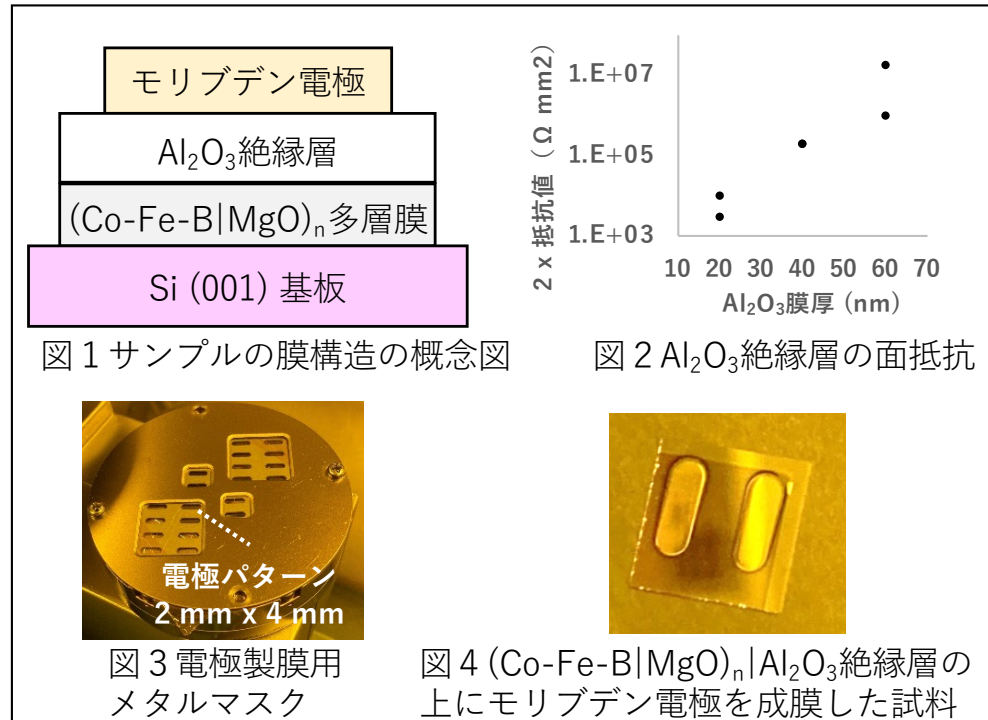 モリブデン電極
Al₂O₃絶縁層
(Co-Fe-B|MgO)ₙ多層膜
Si (001) 基板
図1 サンプルの膜構造の概念図
2 x 抵抗値（Ω mm2）
1.E+07
1.E+05
1.E+03
10 20 30 40 50 60 70
Al₂O₃膜厚 (nm)
図2 Al₂O₃絶縁層の面抵抗
電極パターン
2 mm x 4 mm
図3 電極製膜用
メタルマスク
図4 (Co-Fe-B|MgO)ₙ|Al₂O₃絶縁層の
上にモリブデン電極を成膜した試料